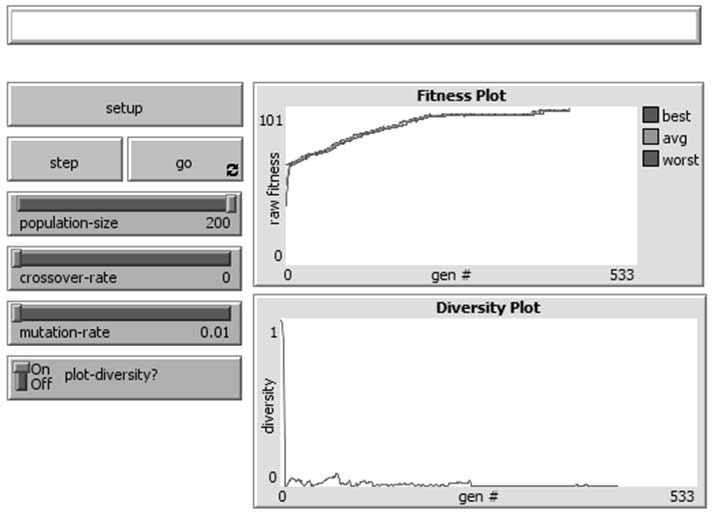 setup
step
go
population-size 200
crossover-rate 0
mutation-rate 0.01
On
Off
plot-diversity?
Fitness Plot
101
raw fitness
0
0 gen # 533
best
avg
worst
Diversity Plot
1
diversity
0
0 gen # 533